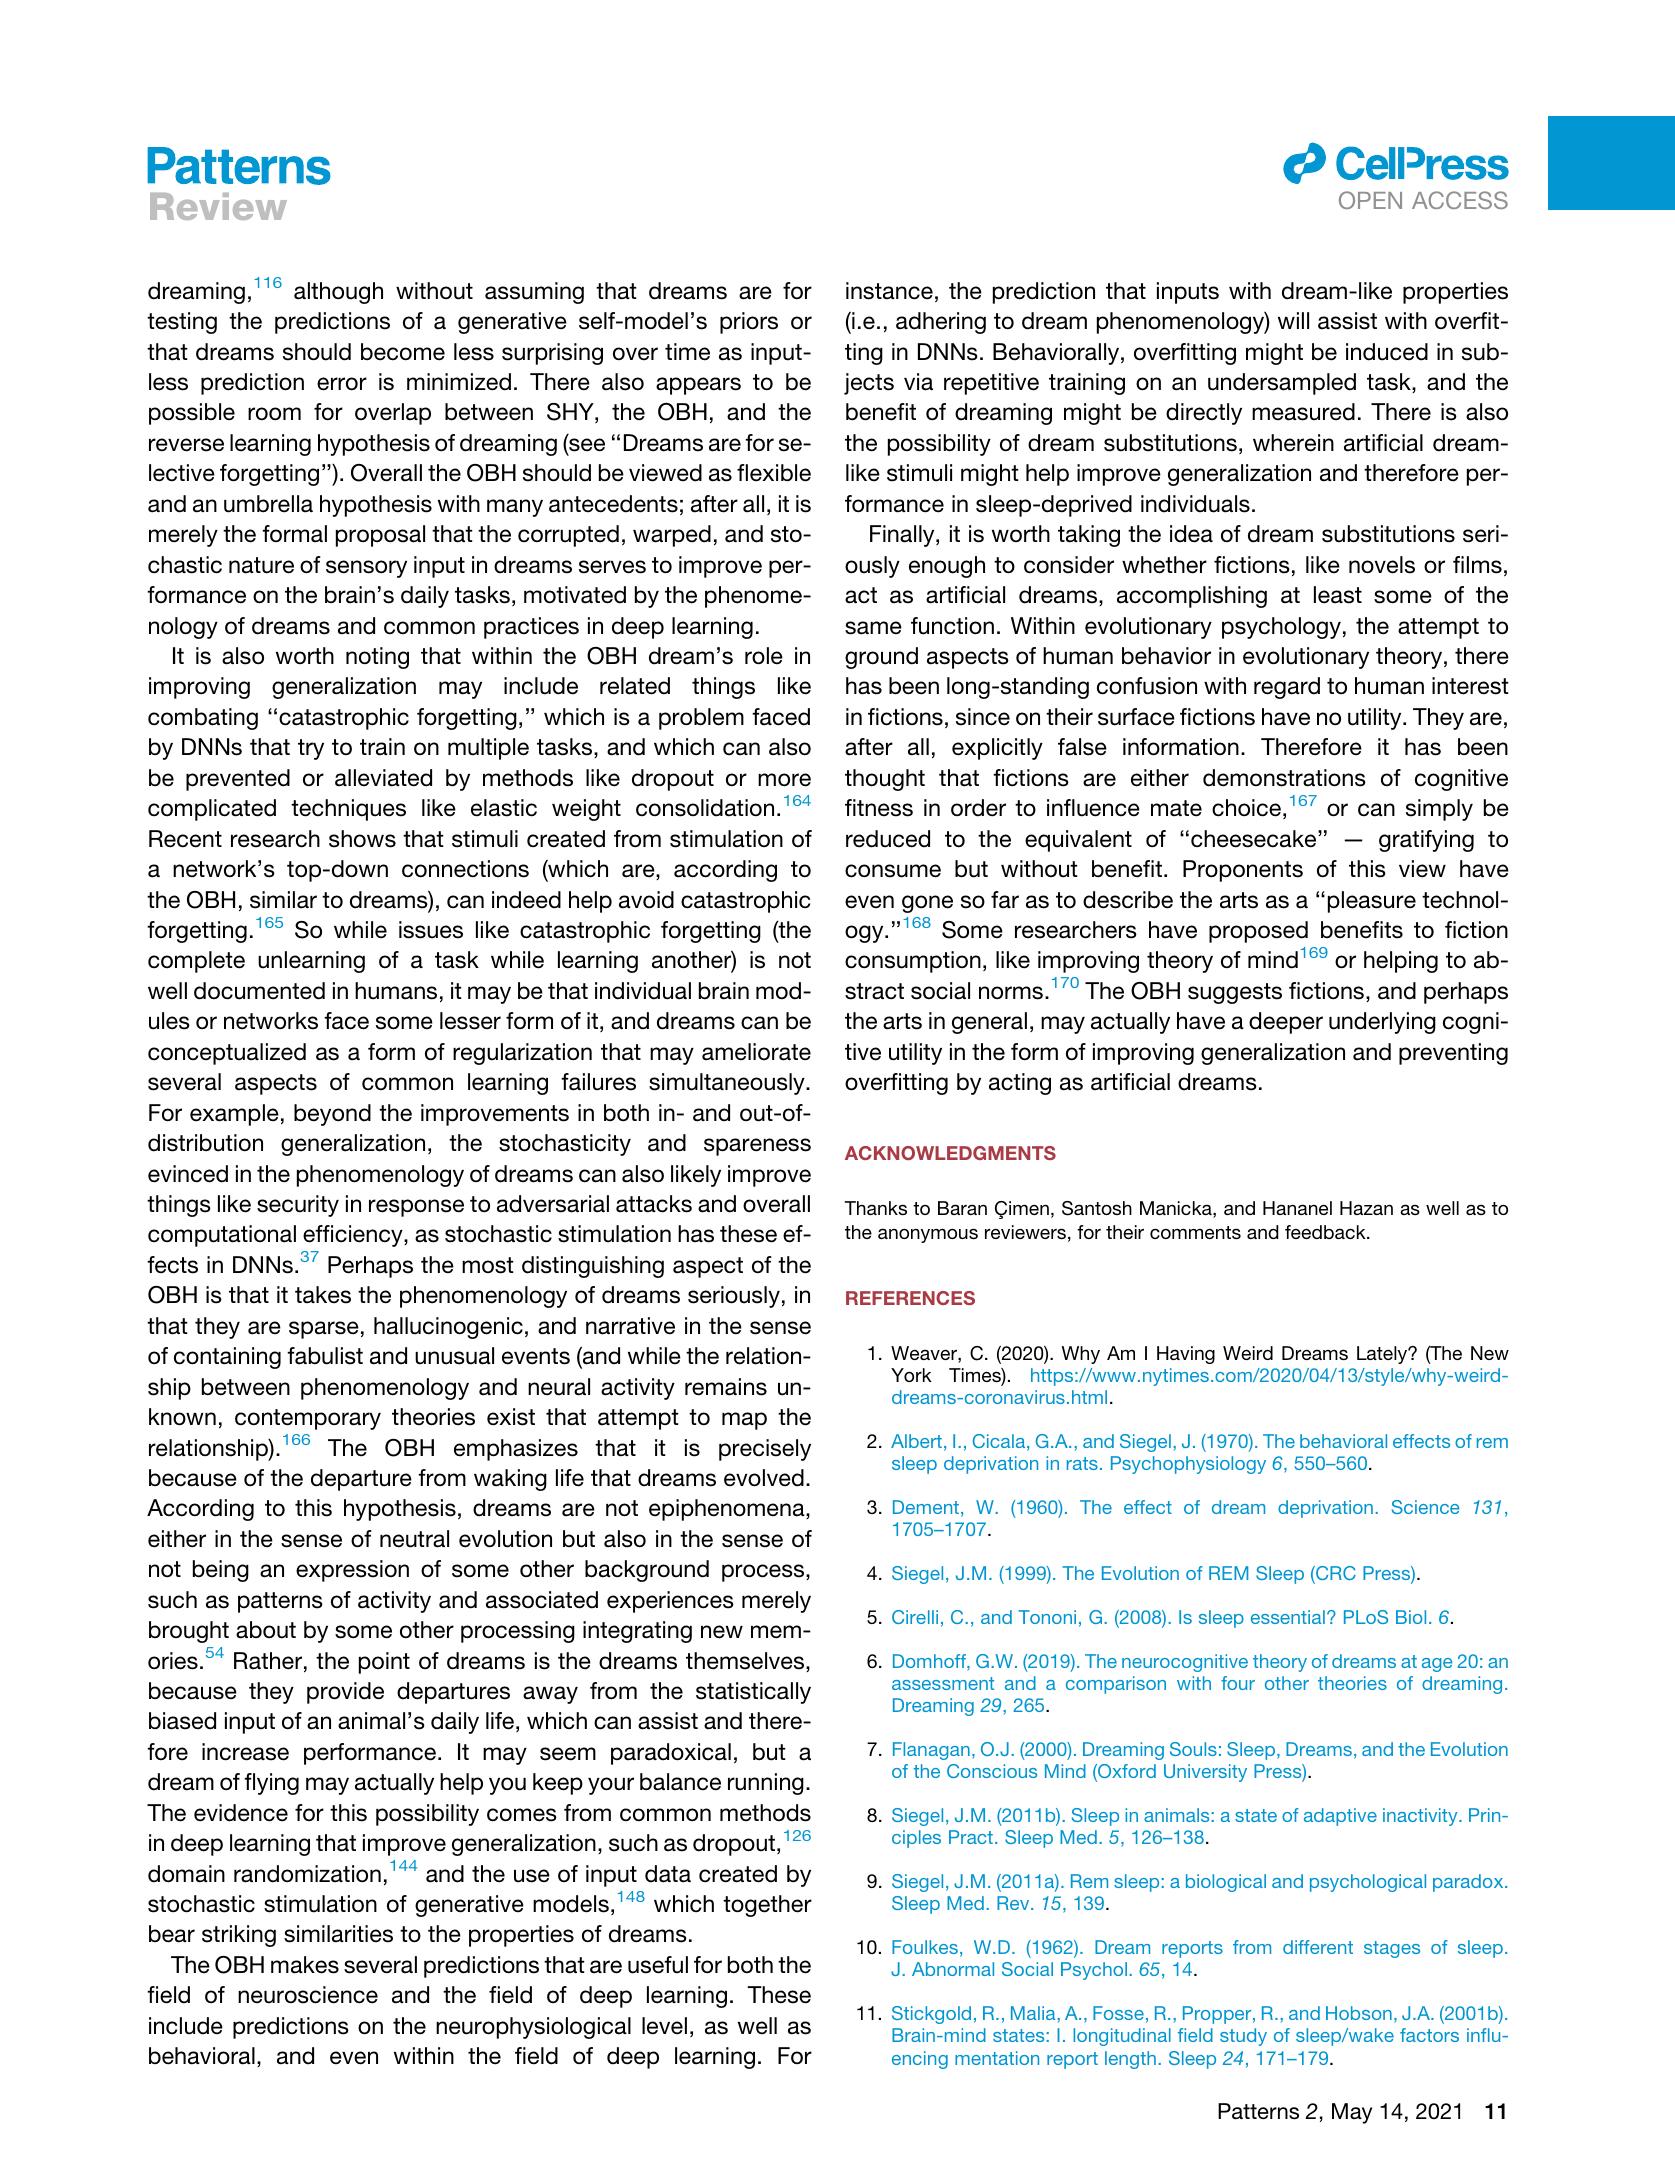 Patterns
Review
CellPress
OPEN ACCESS
dreaming,116 although without assuming that dreams are for
testing the predictions of a generative self-model’s priors or
that dreams should become less surprising over time as input-
less prediction error is minimized. There also appears to be
possible room for overlap between SHY, the OBH, and the
reverse learning hypothesis of dreaming (see ‘‘Dreams are for se-
lective forgetting’’). Overall the OBH should be viewed as flexible
and an umbrella hypothesis with many antecedents; after all, it is
merely the formal proposal that the corrupted, warped, and sto-
chastic nature of sensory input in dreams serves to improve per-
formance on the brain’s daily tasks, motivated by the phenome-
nology of dreams and common practices in deep learning.
It is also worth noting that within the OBH dream’s role in
improving generalization may include related things like
combating ‘‘catastrophic forgetting,’’ which is a problem faced
by DNNs that try to train on multiple tasks, and which can also
be prevented or alleviated by methods like dropout or more
complicated techniques like elastic weight consolidation.164
Recent research shows that stimuli created from stimulation of
a network’s top-down connections (which are, according to
the OBH, similar to dreams), can indeed help avoid catastrophic
forgetting.165 So while issues like catastrophic forgetting (the
complete unlearning of a task while learning another) is not
well documented in humans, it may be that individual brain mod-
ules or networks face some lesser form of it, and dreams can be
conceptualized as a form of regularization that may ameliorate
several aspects of common learning failures simultaneously.
For example, beyond the improvements in both in- and out-of-
distribution generalization, the stochasticity and spareness
evinced in the phenomenology of dreams can also likely improve
things like security in response to adversarial attacks and overall
computational efficiency, as stochastic stimulation has these ef-
fects in DNNs.37 Perhaps the most distinguishing aspect of the
OBH is that it takes the phenomenology of dreams seriously, in
that they are sparse, hallucinogenic, and narrative in the sense
of containing fabulist and unusual events (and while the relation-
ship between phenomenology and neural activity remains un-
known, contemporary theories exist that attempt to map the
relationship).166 The OBH emphasizes that it is precisely
because of the departure from waking life that dreams evolved.
According to this hypothesis, dreams are not epiphenomena,
either in the sense of neutral evolution but also in the sense of
not being an expression of some other background process,
such as patterns of activity and associated experiences merely
brought about by some other processing integrating new mem-
ories.54 Rather, the point of dreams is the dreams themselves,
because they provide departures away from the statistically
biased input of an animal’s daily life, which can assist and there-
fore increase performance. It may seem paradoxical, but a
dream of flying may actually help you keep your balance running.
The evidence for this possibility comes from common methods
in deep learning that improve generalization, such as dropout,126
domain randomization,144 and the use of input data created by
stochastic stimulation of generative models,148 which together
bear striking similarities to the properties of dreams.
The OBH makes several predictions that are useful for both the
field of neuroscience and the field of deep learning. These
include predictions on the neurophysiological level, as well as
behavioral, and even within the field of deep learning. For
instance, the prediction that inputs with dream-like properties
(i.e., adhering to dream phenomenology) will assist with overfit-
ting in DNNs. Behaviorally, overfitting might be induced in sub-
jects via repetitive training on an undersampled task, and the
benefit of dreaming might be directly measured. There is also
the possibility of dream substitutions, wherein artificial dream-
like stimuli might help improve generalization and therefore per-
formance in sleep-deprived individuals.
Finally, it is worth taking the idea of dream substitutions seri-
ously enough to consider whether fictions, like novels or films,
act as artificial dreams, accomplishing at least some of the
same function. Within evolutionary psychology, the attempt to
ground aspects of human behavior in evolutionary theory, there
has been long-standing confusion with regard to human interest
in fictions, since on their surface fictions have no utility. They are,
after all, explicitly false information. Therefore it has been
thought that fictions are either demonstrations of cognitive
fitness in order to influence mate choice,167 or can simply be
reduced to the equivalent of ‘‘cheesecake’’ — gratifying to
consume but without benefit. Proponents of this view have
even gone so far as to describe the arts as a ‘‘pleasure technol-
ogy.’’168 Some researchers have proposed benefits to fiction
consumption, like improving theory of mind169 or helping to ab-
stract social norms.170 The OBH suggests fictions, and perhaps
the arts in general, may actually have a deeper underlying cogni-
tive utility in the form of improving generalization and preventing
overfitting by acting as artificial dreams.
ACKNOWLEDGMENTS
Thanks to Baran Çimen, Santosh Manicka, and Hananel Hazan as well as to
the anonymous reviewers, for their comments and feedback.
REFERENCES
1. Weaver, C. (2020). Why Am I Having Weird Dreams Lately? (The New
York Times). https://www.nytimes.com/2020/04/13/style/why-weird-
dreams-coronavirus.html.
2. Albert, I., Cicala, G.A., and Siegel, J. (1970). The behavioral effects of rem
sleep deprivation in rats. Psychophysiology 6, 550–560.
3. Dement, W. (1960). The effect of dream deprivation. Science 131,
1705–1707.
4. Siegel, J.M. (1999). The Evolution of REM Sleep (CRC Press).
5. Cirelli, C., and Tononi, G. (2008). Is sleep essential? PLoS Biol. 6.
6. Domhoff, G.W. (2019). The neurocognitive theory of dreams at age 20: an
assessment and a comparison with four other theories of dreaming.
Dreaming 29, 265.
7. Flanagan, O.J. (2000). Dreaming Souls: Sleep, Dreams, and the Evolution
of the Conscious Mind (Oxford University Press).
8. Siegel, J.M. (2011b). Sleep in animals: a state of adaptive inactivity. Prin-
ciples Pract. Sleep Med. 5, 126–138.
9. Siegel, J.M. (2011a). Rem sleep: a biological and psychological paradox.
Sleep Med. Rev. 15, 139.
10. Foulkes, W.D. (1962). Dream reports from different stages of sleep.
J. Abnormal Social Psychol. 65, 14.
11. Stickgold, R., Malia, A., Fosse, R., Propper, R., and Hobson, J.A. (2001b).
Brain-mind states: I. longitudinal field study of sleep/wake factors influ-
encing mentation report length. Sleep 24, 171–179.
Patterns 2, May 14, 2021 11